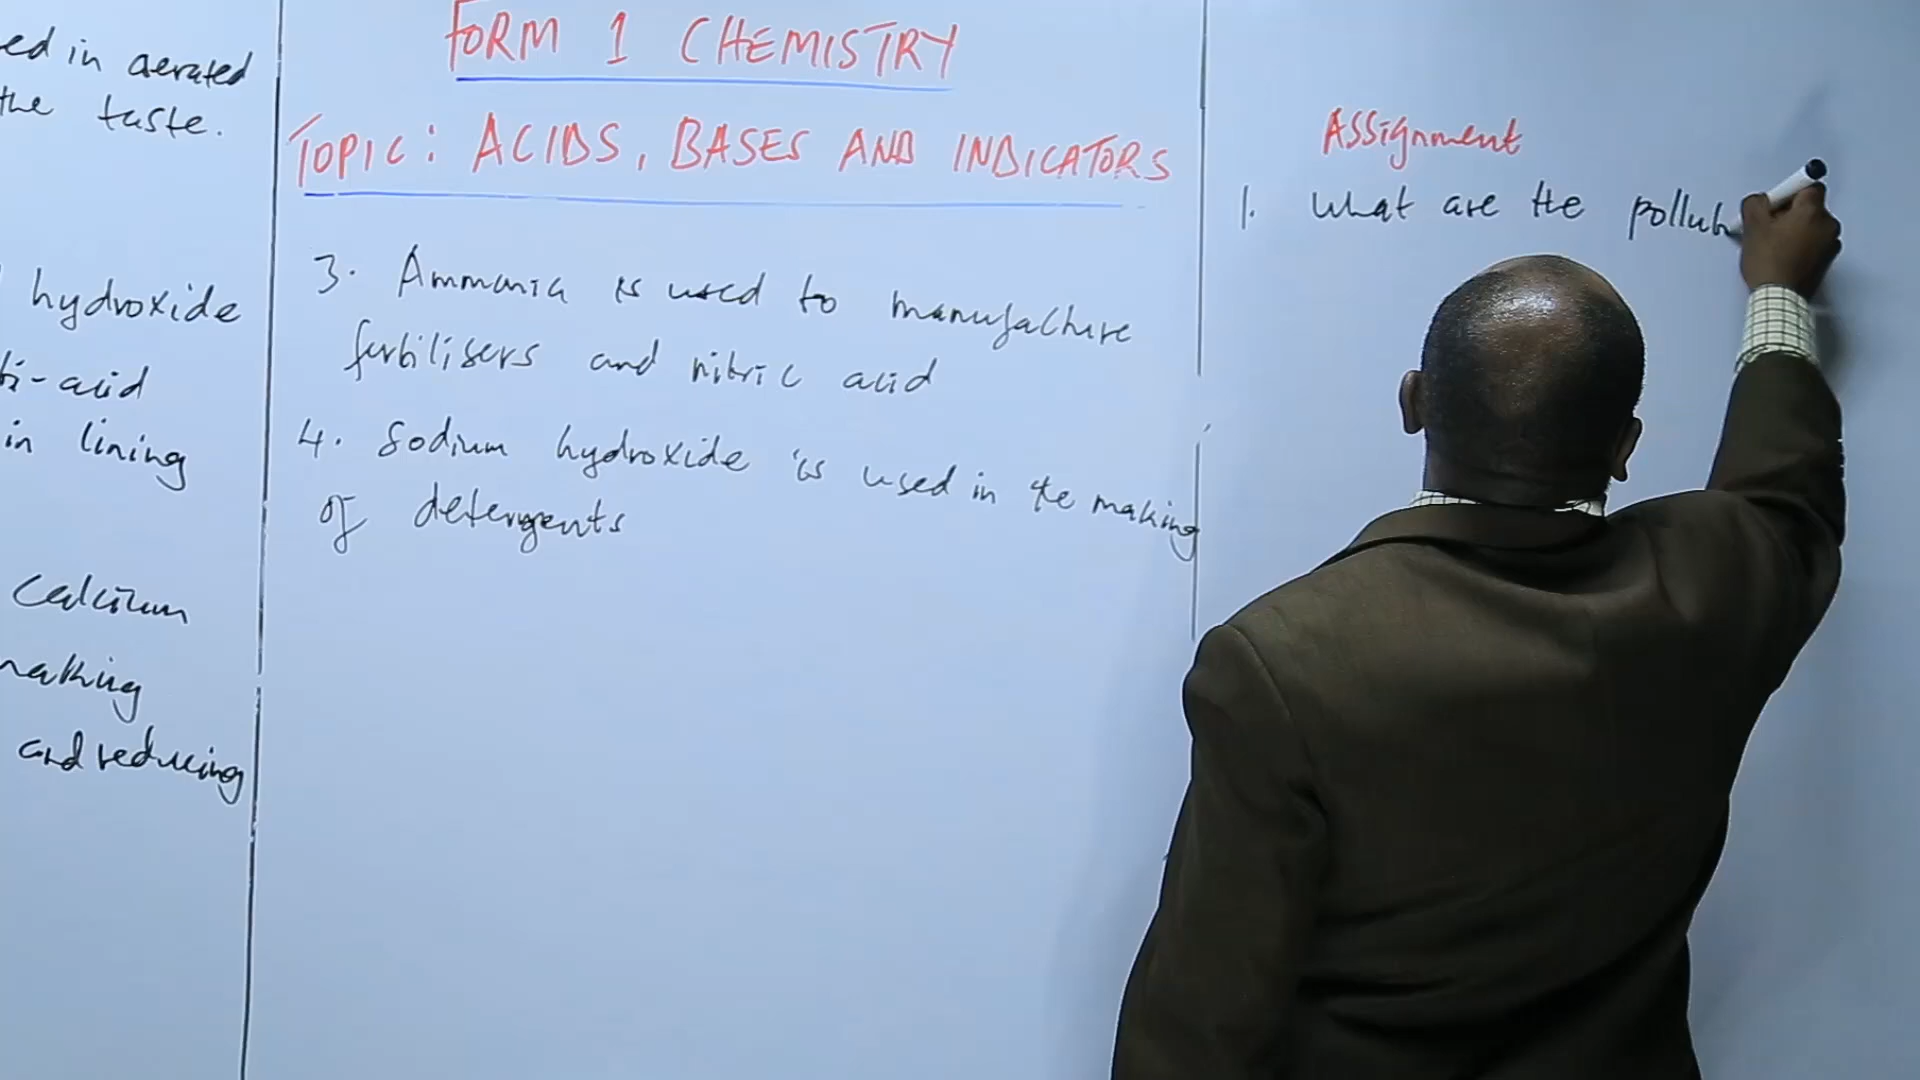 ed in aerated
the taste.
hydroxide
ti-acid
in lining
Calcium
making
and reducing
FORM 1 CHEMISTRY
TOPIC: ACIDS, BASES AND INDICATORS
3. Ammonia is used to manufacture
fertilisers and nitric acid
4. Sodium hydroxide is used in the making
of detergents
Assignment
1. What are the pollut